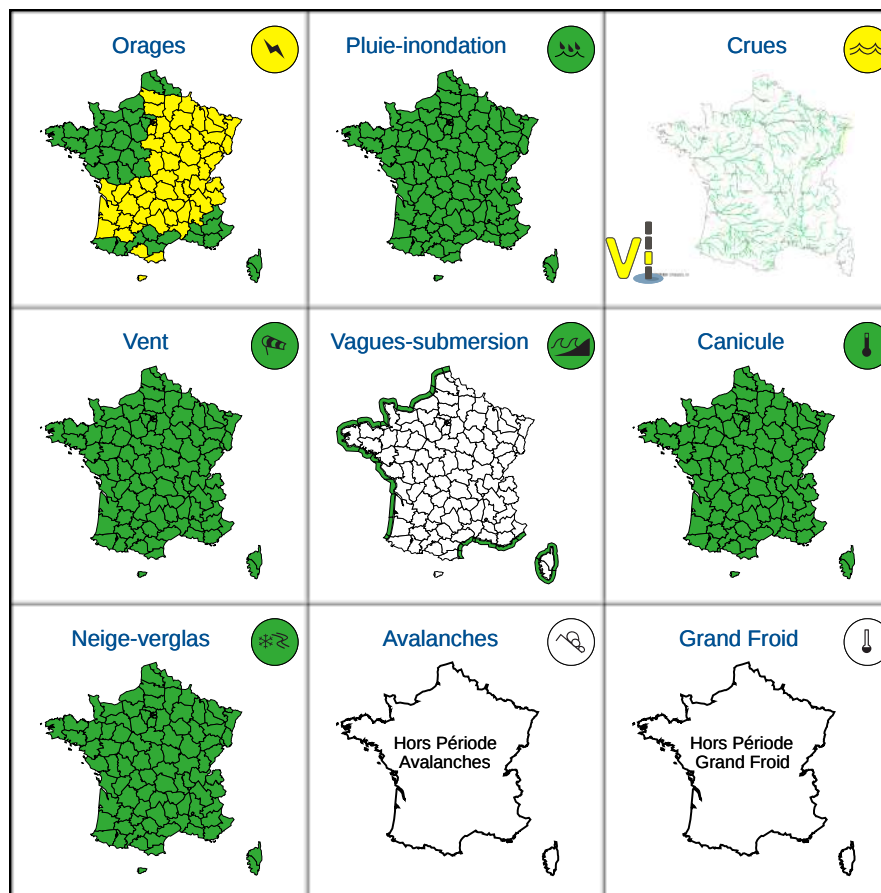 Orages
Pluie-inondation
Crues
Vi
Vent
Vagues-submersion
Canicule
Neige-verglas
Avalanches
Grand Froid
Hors Période
Avalanches
Hors Période
Grand Froid